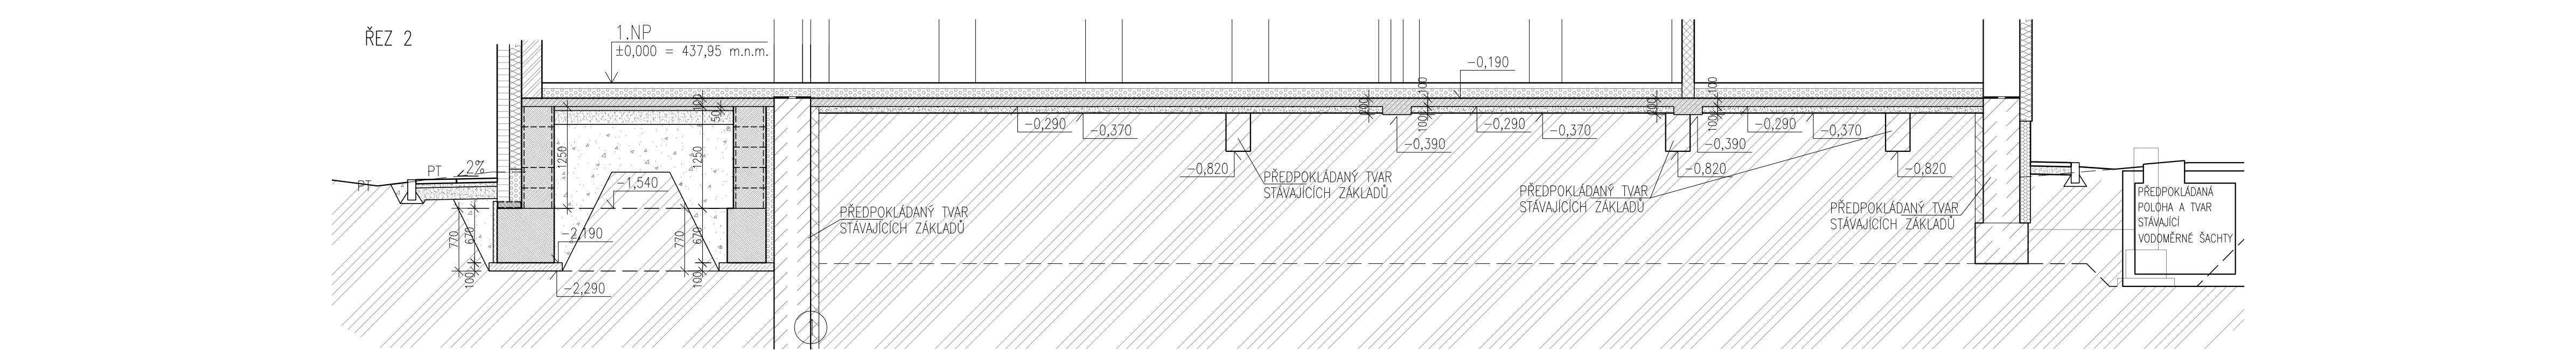 ŘEZ 2
1.NP
±0,000 = 437,95 m.n.m.
-0,190
100
100
100
50
100
100
100
100
-0,290
-0,370
-0,290
-0,370
-0,290
-0,370
-0,390
-0,390
1250
1250
-0,820
-0,820
-0,820
PT
2%
PT
-1,540
PŘEDPOKLÁDANÝ TVAR
STÁVAJÍCÍCH ZÁKLADŮ
PŘEDPOKLÁDANÝ TVAR
STÁVAJÍCÍCH ZÁKLADŮ
PŘEDPOKLÁDANÝ TVAR
STÁVAJÍCÍCH ZÁKLADŮ
PŘEDPOKLÁDANÝ TVAR
STÁVAJÍCÍCH ZÁKLADŮ
PŘEDPOKLÁDANÁ
POLOHA A TVAR
STÁVAJÍCÍ
VODOMĚRNÉ ŠACHTY
770
670
-2,190
770
670
100
100
-2,290